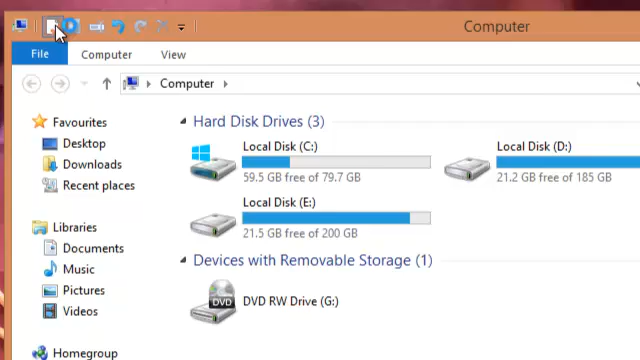 Computer
File Computer View
Computer
Favourites
Desktop
Downloads
Recent places
Libraries
Documents
Music
Pictures
Videos
Homegroup
Hard Disk Drives (3)
Local Disk (C:)
59.5 GB free of 79.7 GB
Local Disk (D:)
21.2 GB free of 185 GB
Local Disk (E:)
21.5 GB free of 200 GB
Devices with Removable Storage (1)
DVD
DVD RW Drive (G:)